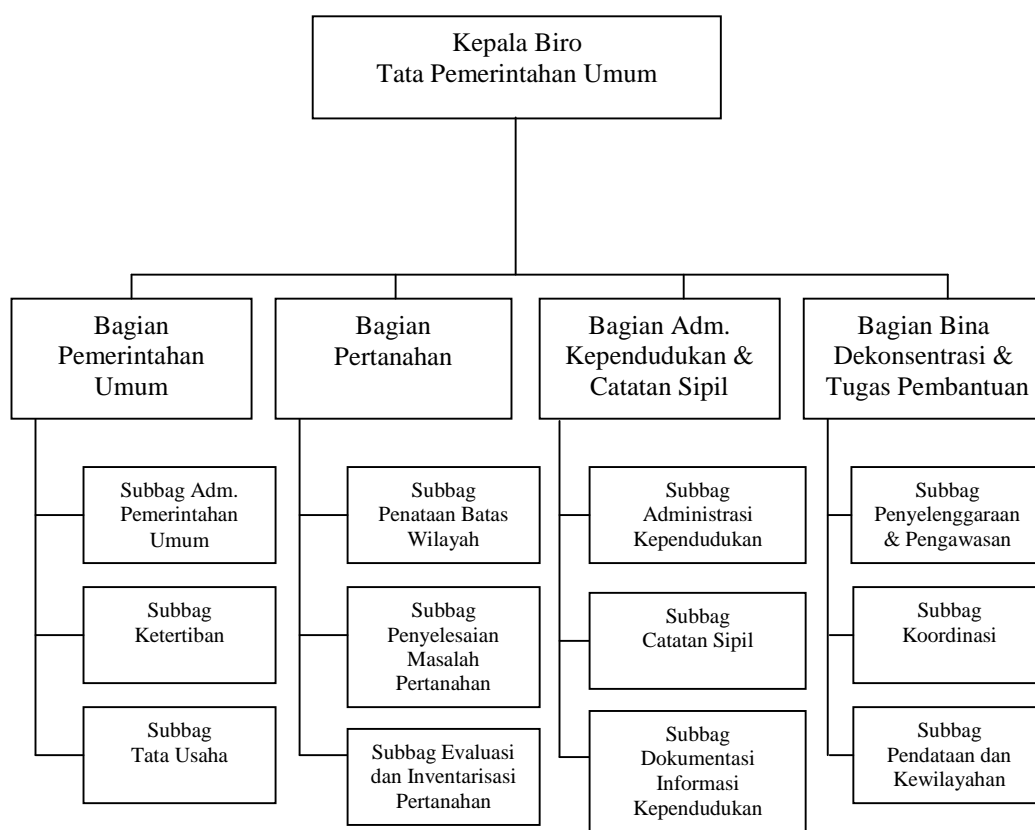 Kepala Biro
Tata Pemerintahan Umum
Bagian
Pemerintahan
Umum
Bagian
Pertanahan
Bagian Adm.
Kependudukan &
Catatan Sipil
Bagian Bina
Dekonsentrasi &
Tugas Pembantuan
Subbag Adm.
Pemerintahan
Umum
Subbag
Penataan Batas
Wilayah
Subbag
Administrasi
Kependudukan
Subbag
Penyelenggaraan
& Pengawasan
Subbag
Ketertiban
Subbag
Penyelesaian
Masalah
Pertanahan
Subbag
Catatan Sipil
Subbag
Koordinasi
Subbag
Tata Usaha
Subbag Evaluasi
dan Inventarisasi
Pertanahan
Subbag
Dokumentasi
Informasi
Kependudukan
Subbag
Pendataan dan
Kewilayahan